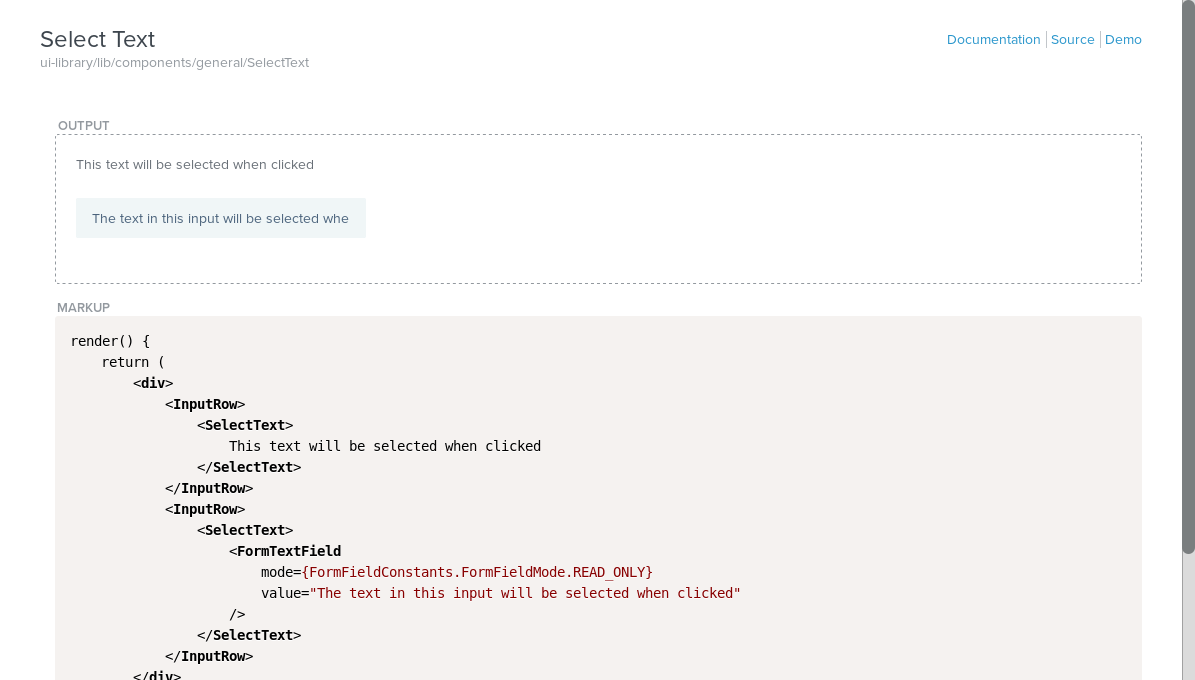 Select Text
Documentation Source Demo
ui-library/lib/components/general/SelectText
OUTPUT
This text will be selected when clicked
The text in this input will be selected whe
MARKUP
render() {
    return (
        <div>
            <InputRow>
                <SelectText>
                    This text will be selected when clicked
                </SelectText>
            </InputRow>
            <InputRow>
                <SelectText>
                    <FormTextField
                        mode={FormFieldConstants.FormFieldMode.READ_ONLY}
                        value="The text in this input will be selected when clicked"
                    />
                </SelectText>
            </InputRow>
        </div>